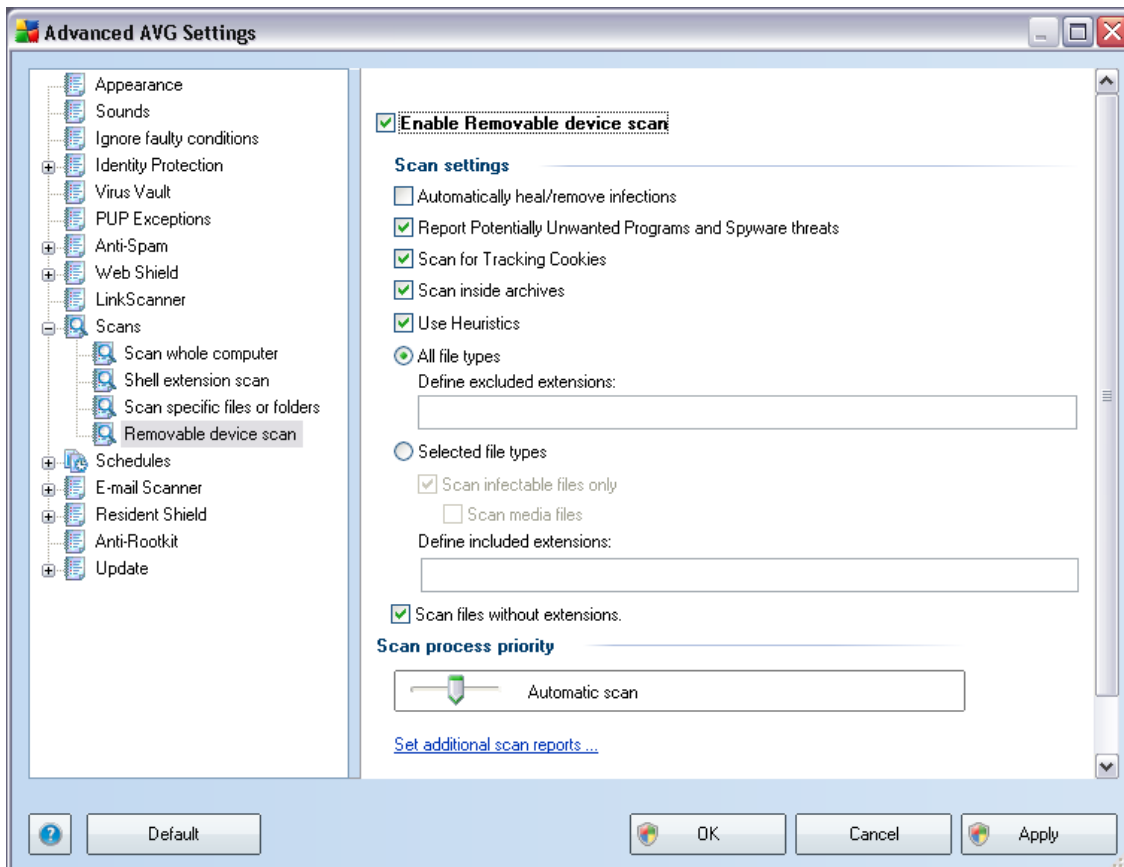 Advanced AVG Settings
Appearance
Sounds
Ignore faulty conditions
Identity Protection
Virus Vault
PUP Exceptions
Anti-Spam
Web Shield
LinkScanner
Scans
Scan whole computer
Shell extension scan
Scan specific files or folders
Removable device scan
Schedules
E-mail Scanner
Resident Shield
Anti-Rootkit
Update
Enable Removable device scan
Scan settings
Automatically heal/remove infections
Report Potentially Unwanted Programs and Spyware threats
Scan for Tracking Cookies
Scan inside archives
Use Heuristics
All file types
Define excluded extensions:
Selected file types
Scan infectable files only
Scan media files
Define included extensions:
Scan files without extensions.
Scan process priority
Automatic scan
Set additional scan reports ...
? Default OK Cancel Apply